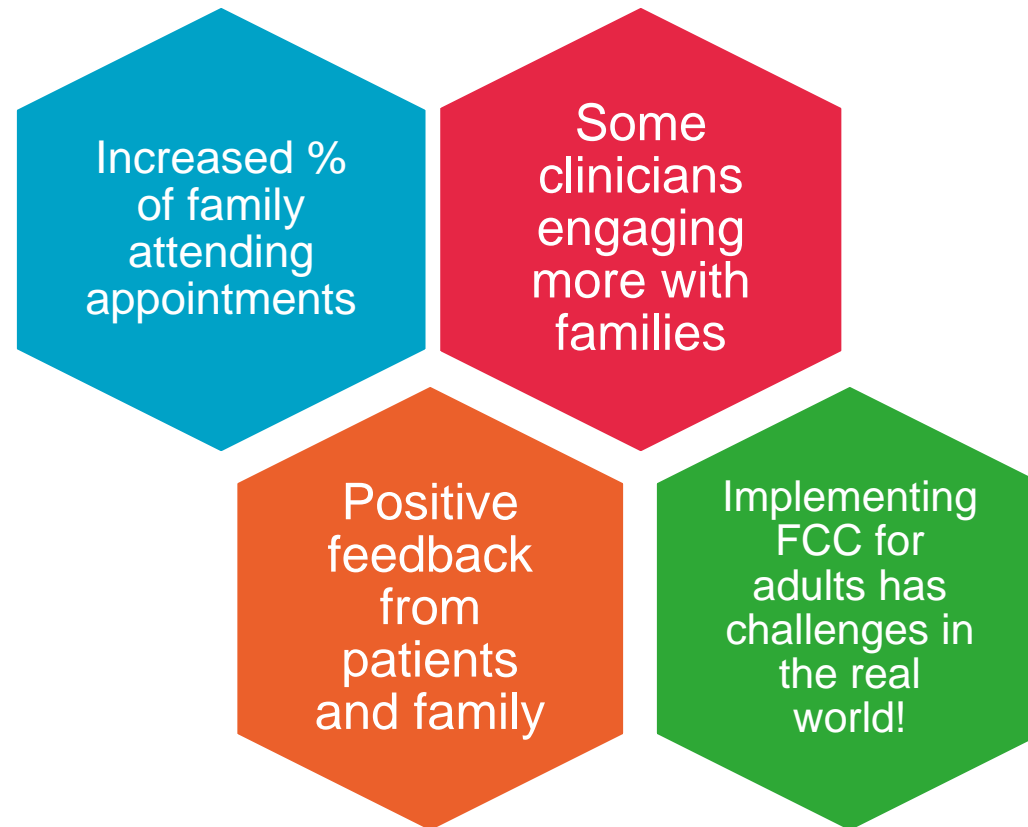 Increased %
of family
attending
appointments
Some
clinicians
engaging
more with
families
Positive
feedback
from
patients
and family
Implementing
FCC for
adults has
challenges in
the real
world!